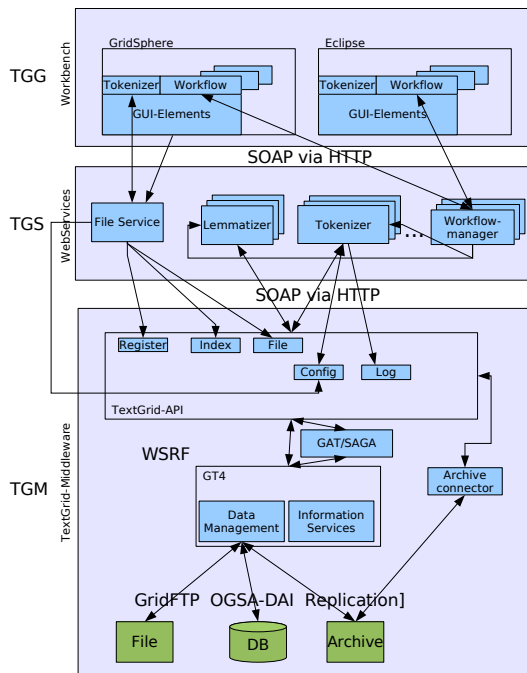 GridSphere
Eclipse
TGG
Workbench
Tokenizer
Workflow
GUI-Elements
Tokenizer
Workflow
GUI-Elements
SOAP via HTTP
TGS
WebServices
File Service
Lemmatizer
Tokenizer
...
Workflow-
manager
SOAP via HTTP
TGM
TextGrid-Middleware
Register
Index
File
Config
Log
TextGrid-API
GAT/SAGA
WSRF
GT4
Archive
connector
Data
Management
Information
Services
GridFTP OGSA-DAI Replication]
File
DB
Archive